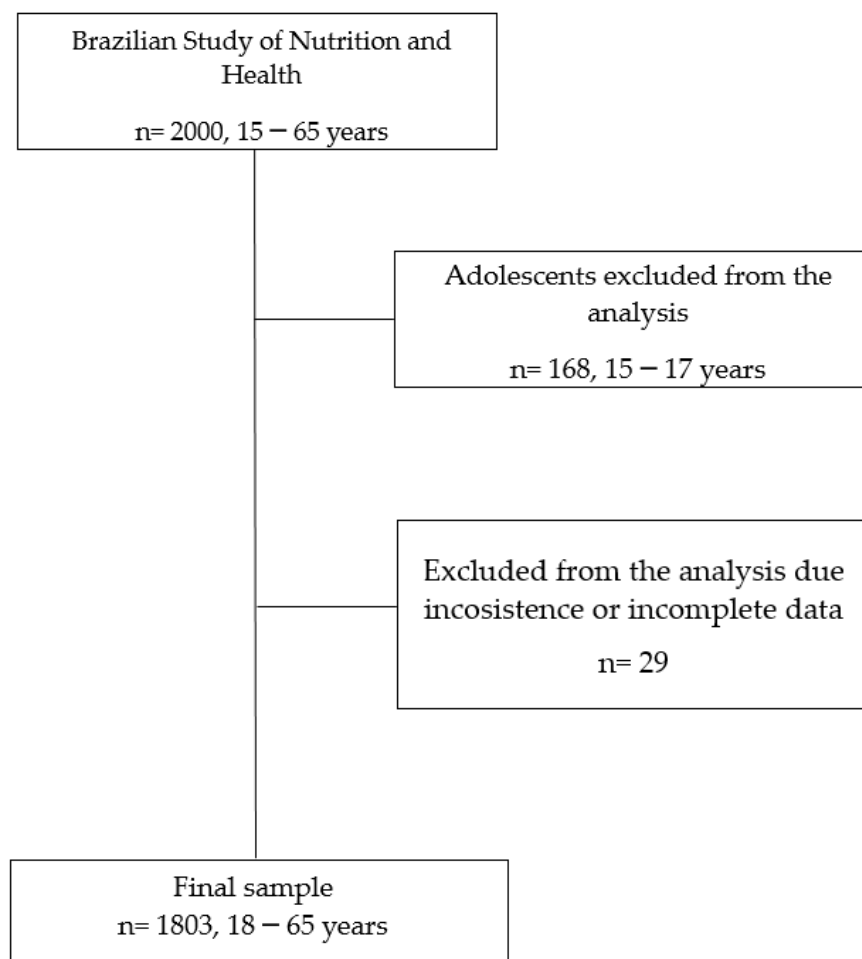 Brazilian Study of Nutrition and
Health
n= 2000, 15 – 65 years
Adolescents excluded from the
analysis
n= 168, 15 – 17 years
Excluded from the analysis due
incosistence or incomplete data
n= 29
Final sample
n= 1803, 18 – 65 years